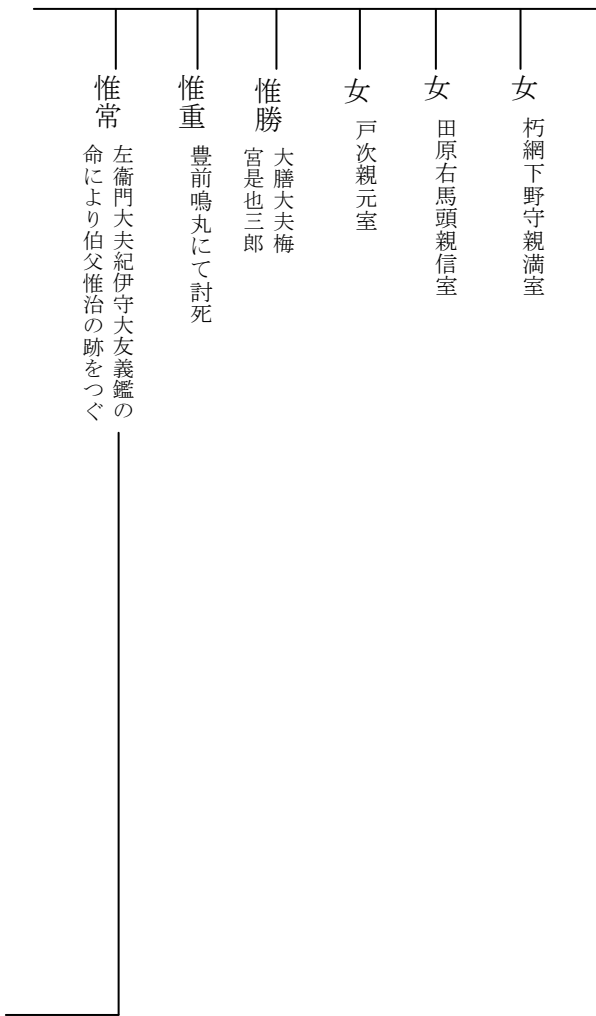 女
朽網下野守親満室
女
田原右馬頭親信室
女
戸次親元室
惟勝
大膳大夫梅
宮是也三郎
惟重
豊前鳴丸にて討死
惟常
左衞門大夫紀伊守大友義鑑の
命により伯父惟治の跡をつぐ